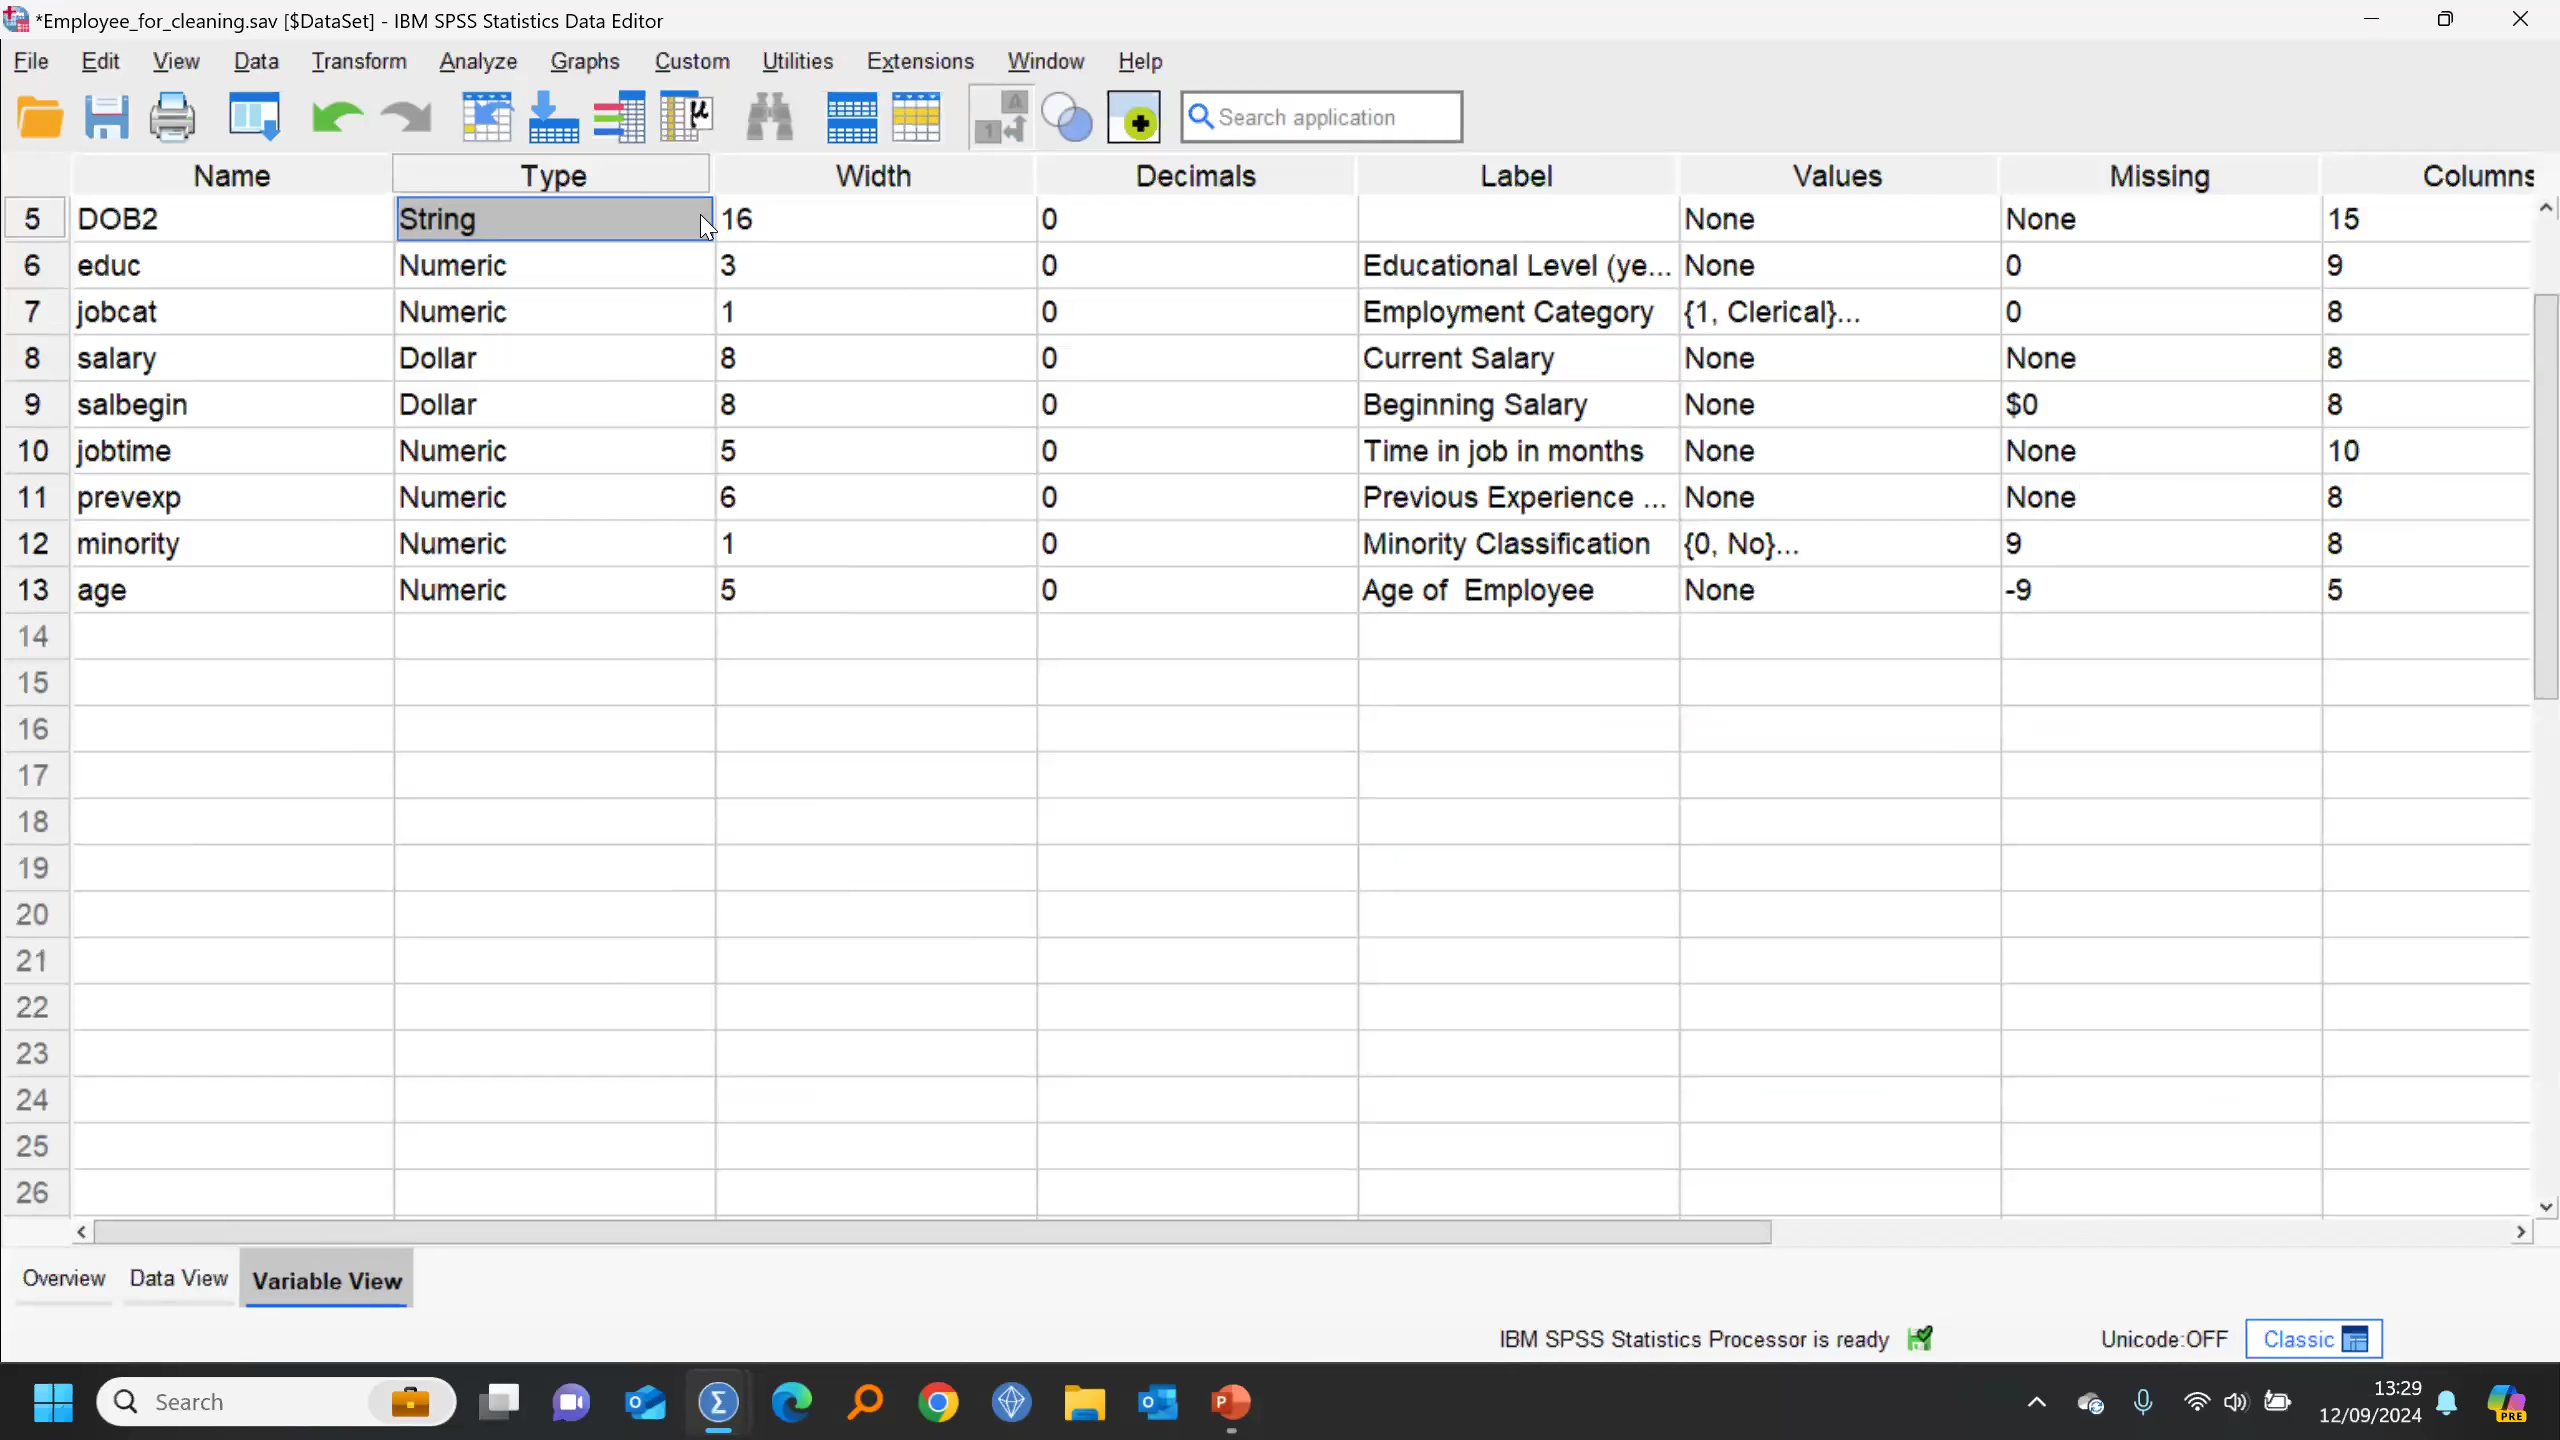 *Employee_for_cleaning.sav [$DataSet] - IBM SPSS Statistics Data Editor
File Edit View Data Transform Analyze Graphs Custom Utilities Extensions Window Help
Search application
Name Type Width Decimals Label Values Missing Columns
5 DOB2 String 16 0 None None 15
6 educ Numeric 3 0 Educational Level (ye... None 0 9
7 jobcat Numeric 1 0 Employment Category {1, Clerical}... 0 8
8 salary Dollar 8 0 Current Salary None None 8
9 salbegin Dollar 8 0 Beginning Salary None $0 8
10 jobtime Numeric 5 0 Time in job in months None None 10
11 prevexp Numeric 6 0 Previous Experience ... None None 8
12 minority Numeric 1 0 Minority Classification {0, No}... 9 8
13 age Numeric 5 0 Age of  Employee None -9 5
14
15
16
17
18
19
20
21
22
23
24
25
26
Overview Data View Variable View
IBM SPSS Statistics Processor is ready Unicode:OFF Classic
Search 13:29
12/09/2024
PRE